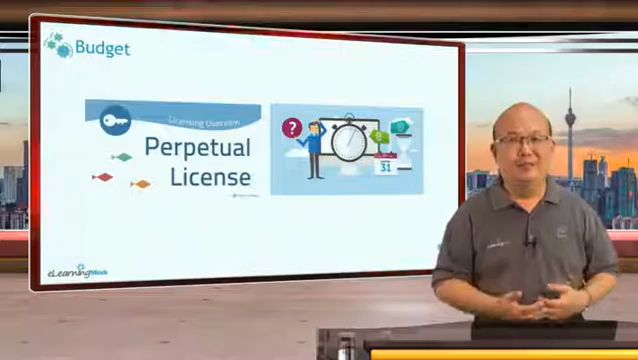 Budget
Licensing Overview
Perpetual
License
?
31
eLearningMinds